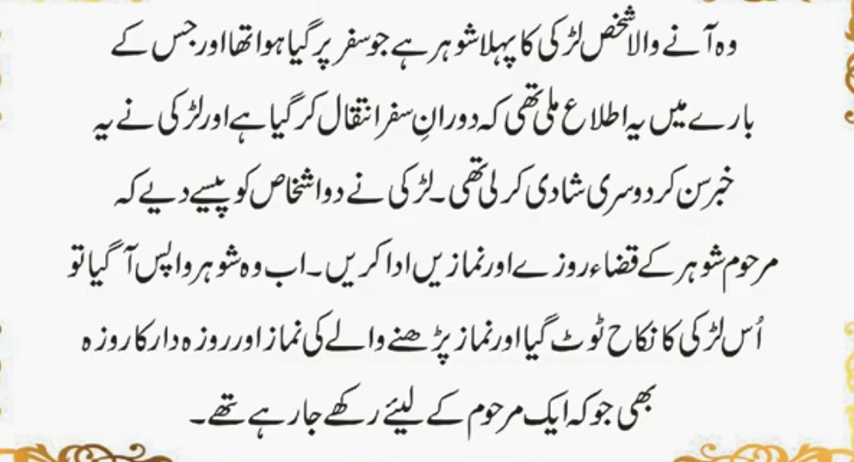 وہ آنے والا شخص لڑکی کا پہلا شوہر ہے جو سفر پر گیا ہوا تھا اور جس کے
بارے میں یہ اطلاع ملی تھی کہ دورانِ سفر انتقال کر گیا ہے اور لڑکی نے یہ
خبر سن کر دوسری شادی کر لی تھی۔ لڑکی نے دو اشخاص کو پیسے دیے کہ
مرحوم شوہر کے قضاء روزے اور نمازیں ادا کریں۔ اب وہ شوہر واپس آ گیا تو
اُس لڑکی کا نکاح ٹوٹ گیا اور نماز پڑھنے والے کی نماز اور روزہ دار کا روزہ
بھی جو کہ ایک مرحوم کے لیئے رکھے جا رہے تھے۔